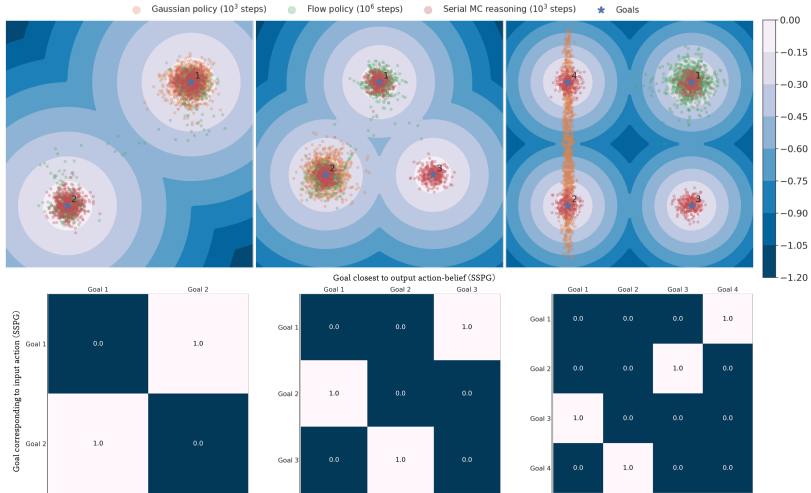 Gaussian policy (10³ steps) Flow policy (10⁶ steps) Serial MC reasoning (10³ steps) Goals
1
2
1
2
3
4
1
2
3
0.00
−0.15
−0.30
−0.45
−0.60
−0.75
−0.90
−1.05
−1.20
Goal closest to output action-belief (SSPG)
Goal corresponding to input action (SSPG)
Goal 1 Goal 2
Goal 1 0.0 1.0
Goal 2 1.0 0.0
Goal 1 Goal 2 Goal 3
Goal 1 0.0 0.0 1.0
Goal 2 1.0 0.0 0.0
Goal 3 0.0 1.0 0.0
Goal 1 Goal 2 Goal 3 Goal 4
Goal 1 0.0 0.0 0.0 1.0
Goal 2 0.0 0.0 1.0 0.0
Goal 3 1.0 0.0 0.0 0.0
Goal 4 0.0 1.0 0.0 0.0